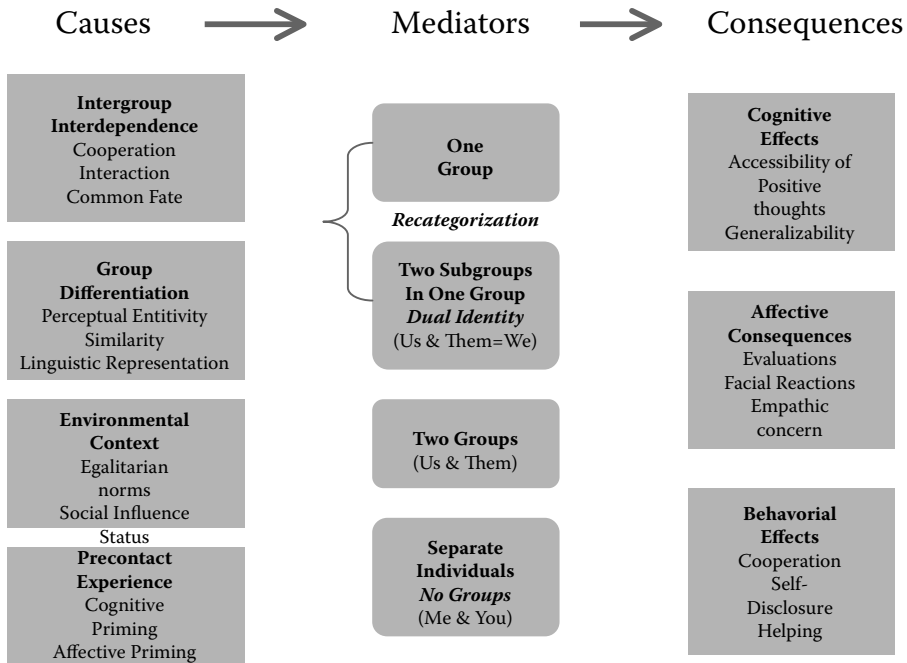 Causes
Mediators
Consequences
Intergroup
Interdependence
Cooperation
Interaction
Common Fate
Group
Differentiation
Perceptual Entitivity
Similarity
Linguistic Representation
Environmental
Context
Egalitarian
norms
Social Influence
Status
Precontact
Experience
Cognitive
Priming
Affective Priming
One
Group
Recategorization
Two Subgroups
In One Group
Dual Identity
(Us & Them=We)
Two Groups
(Us & Them)
Separate
Individuals
No Groups
(Me & You)
Cognitive
Effects
Accessibility of
Positive
thoughts
Generalizability
Affective
Consequences
Evaluations
Facial Reactions
Empathic
concern
Behavorial
Effects
Cooperation
Self-
Disclosure
Helping